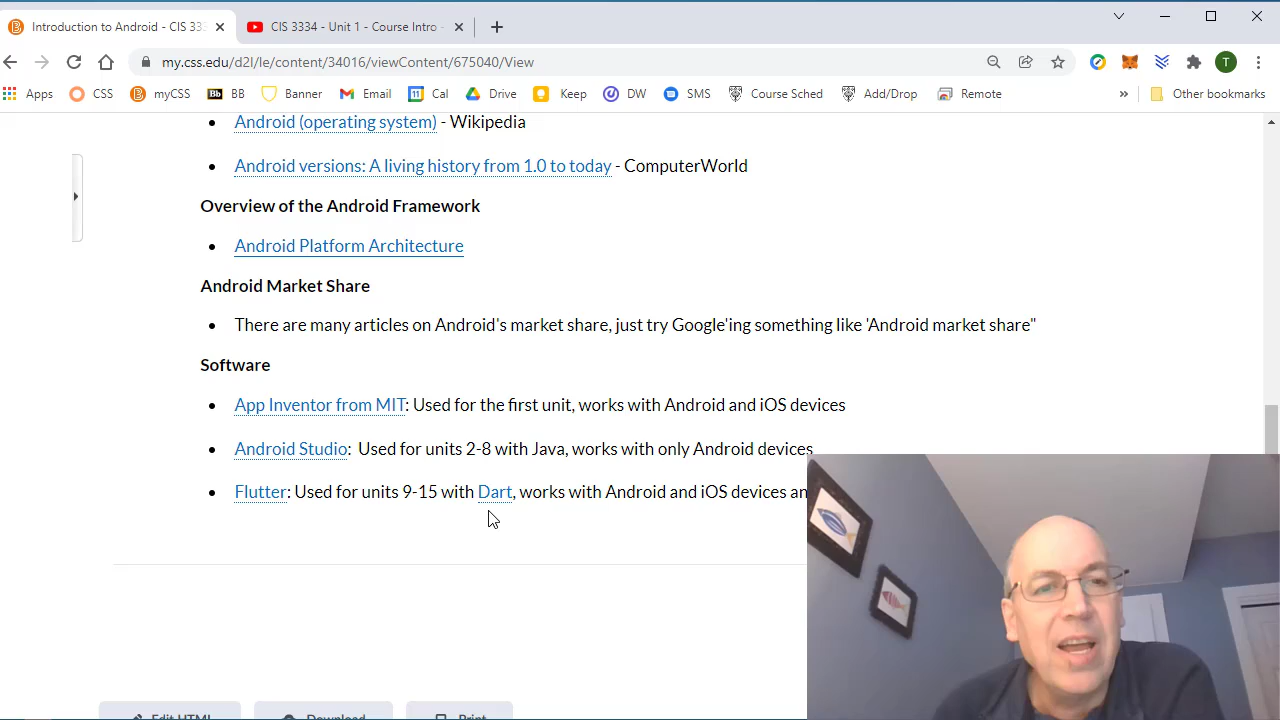 Introduction to Android - CIS 333
CIS 3334 - Unit 1 - Course Intro -
my.css.edu/d2l/le/content/34016/viewContent/675040/View
T
Apps CSS myCSS Bb BB Banner Email Cal Drive Keep DW SMS Course Sched Add/Drop Remote » Other bookmarks
• Android (operating system) - Wikipedia
• Android versions: A living history from 1.0 to today - ComputerWorld
Overview of the Android Framework
• Android Platform Architecture
Android Market Share
• There are many articles on Android's market share, just try Google'ing something like 'Android market share"
Software
• App Inventor from MIT: Used for the first unit, works with Android and iOS devices
• Android Studio: Used for units 2-8 with Java, works with only Android devices
• Flutter: Used for units 9-15 with Dart, works with Android and iOS devices an
Edit HTML Download Print